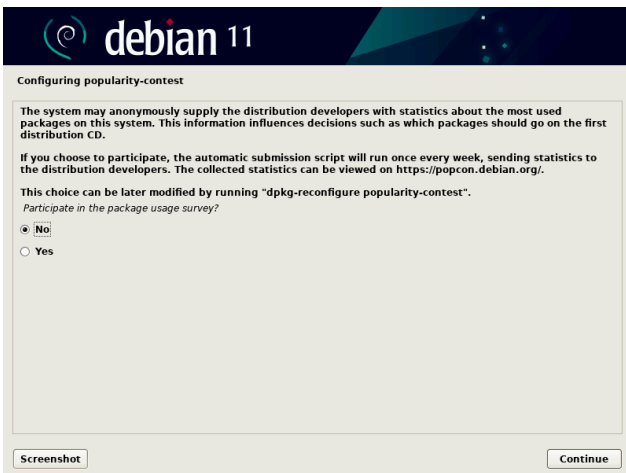 debian 11
Configuring popularity-contest
The system may anonymously supply the distribution developers with statistics about the most used
packages on this system. This information influences decisions such as which packages should go on the first
distribution CD.
If you choose to participate, the automatic submission script will run once every week, sending statistics to
the distribution developers. The collected statistics can be viewed on https://popcon.debian.org/.
This choice can be later modified by running "dpkg-reconfigure popularity-contest".
Participate in the package usage survey?
No
Yes
Screenshot
Continue